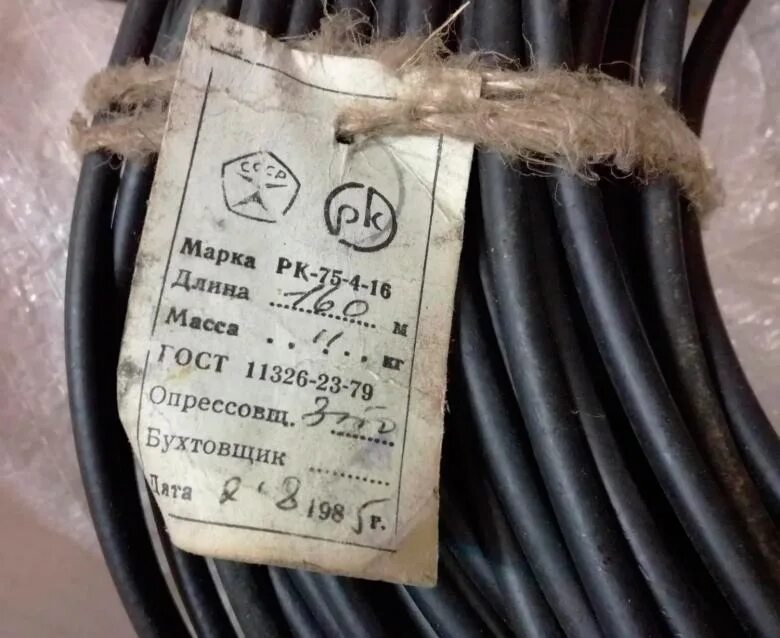 СССР
рк
Марка РК-75-4-16
Длина 160 м
Масса 11 кг
ГОСТ 11326-23-79
Опрессовщ.
Бухтовщик
Дата 2.8 1985 г.